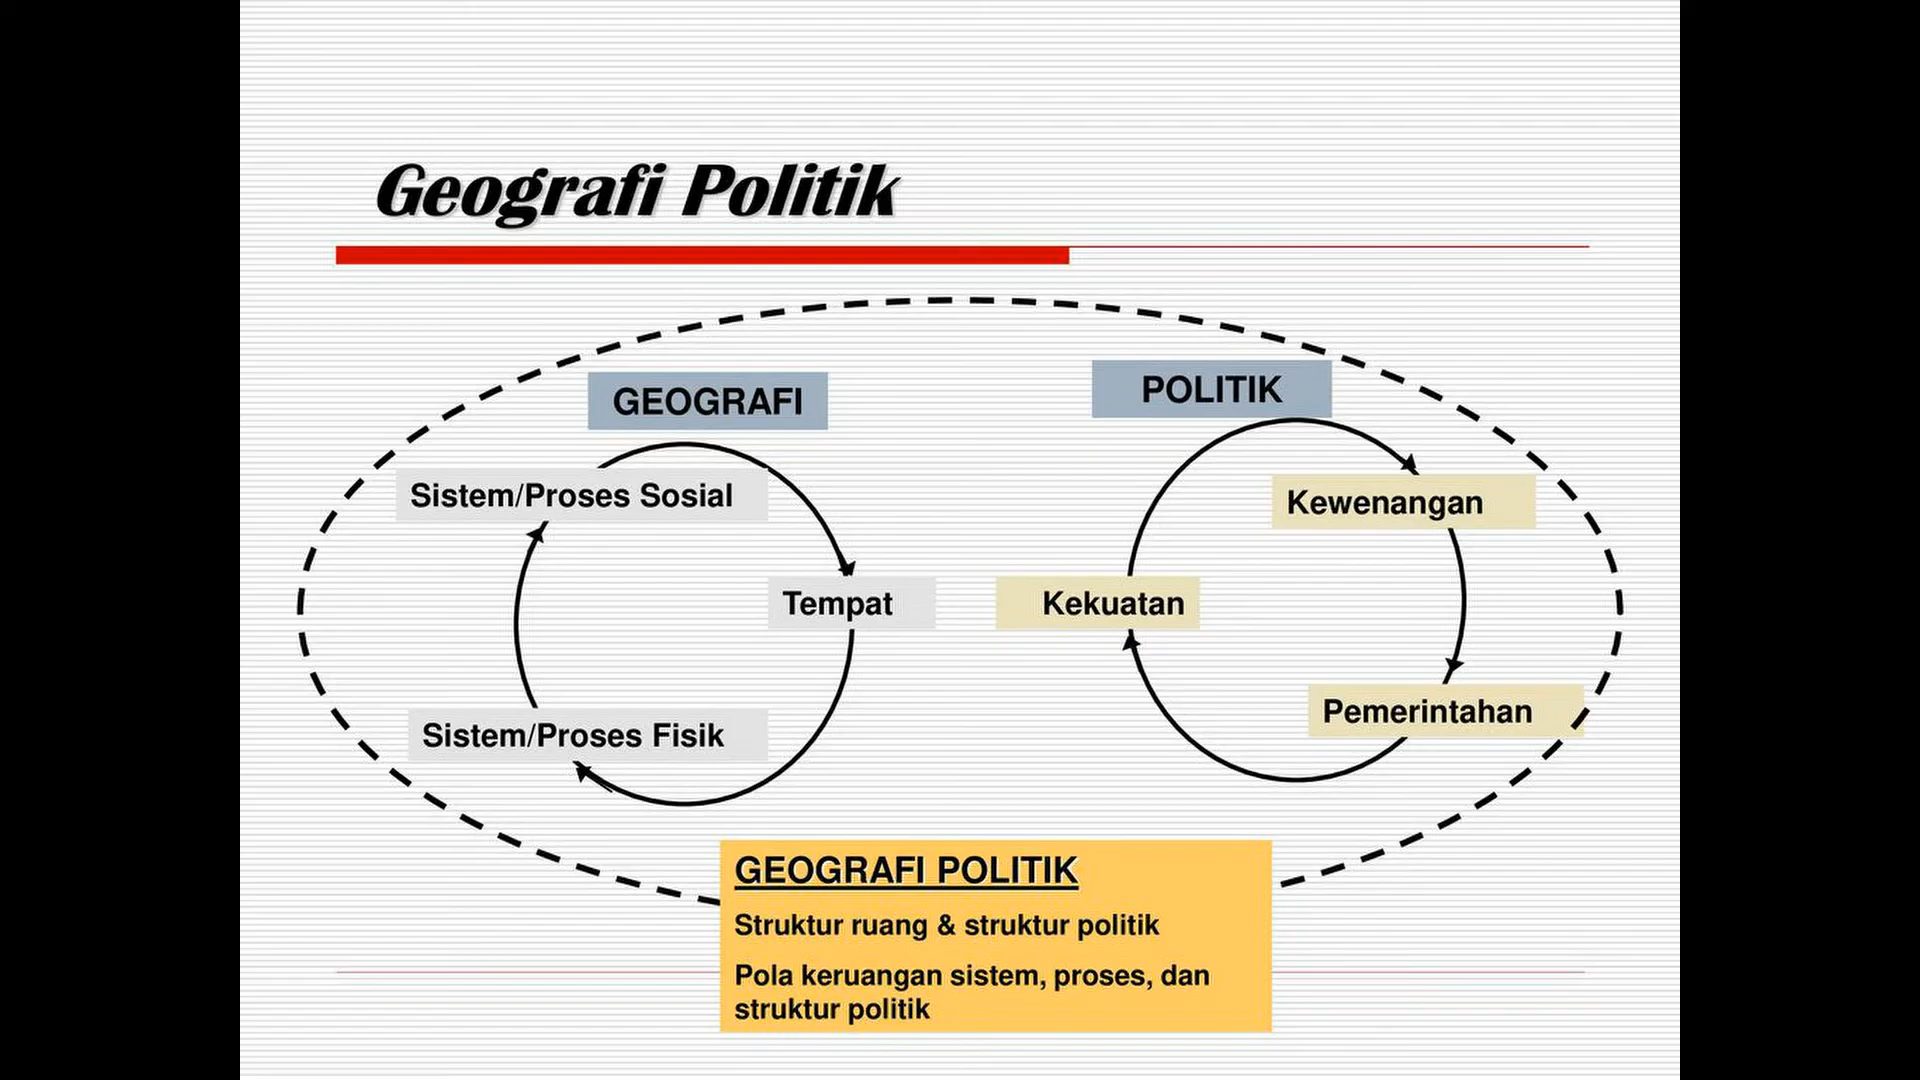 Geografi Politik
GEOGRAFI
POLITIK
Sistem/Proses Sosial
Kewenangan
Tempat
Kekuatan
Sistem/Proses Fisik
Pemerintahan
GEOGRAFI POLITIK
Struktur ruang & struktur politik
Pola keruangan sistem, proses, dan
struktur politik